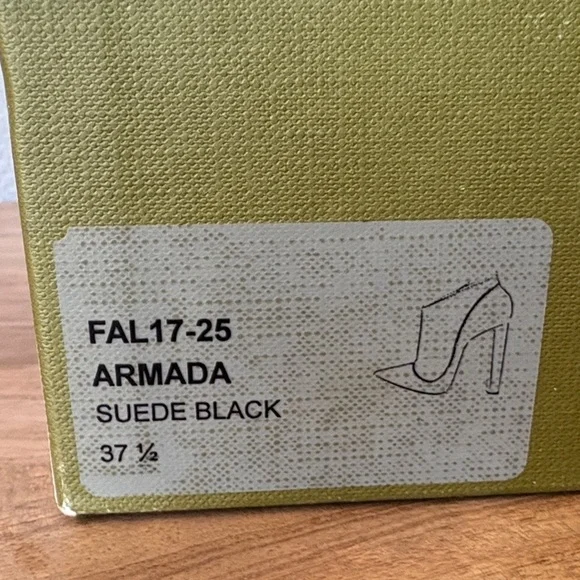 FAL17-25
ARMADA
SUEDE BLACK
37 ½